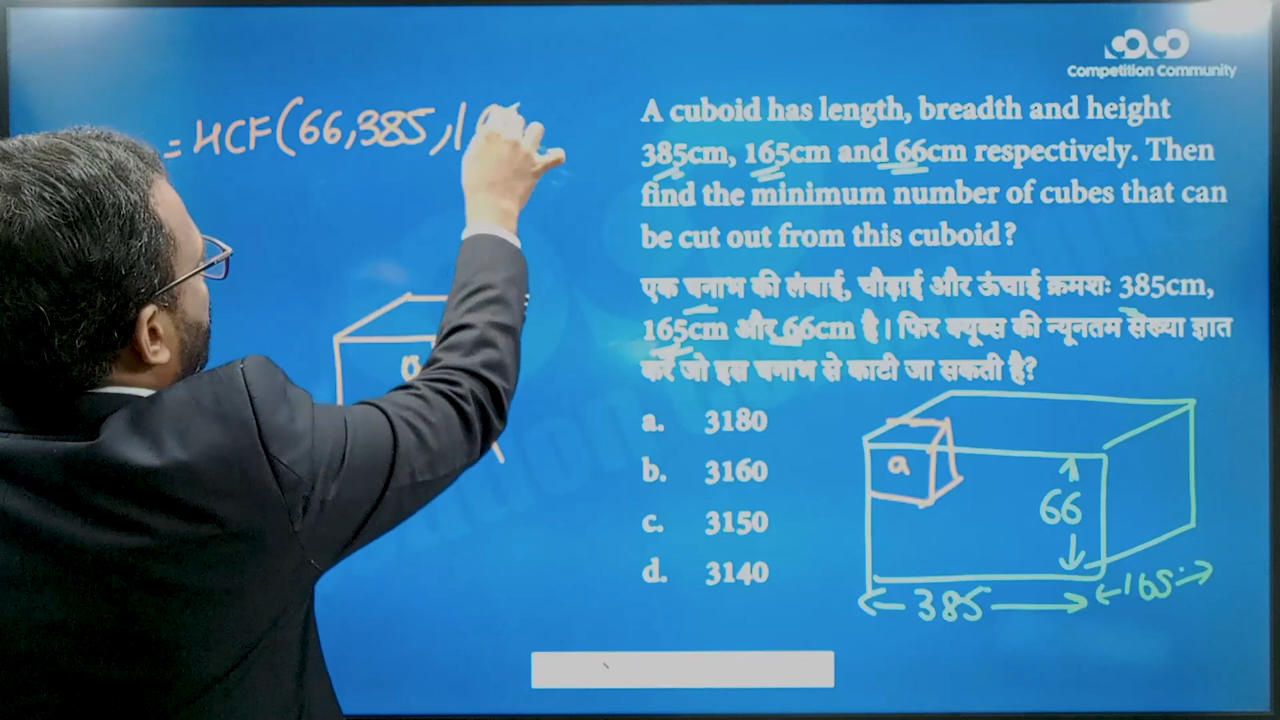 Competition Community
= HCF(66,385,1
A cuboid has length, breadth and height
385cm, 165cm and 66cm respectively. Then
find the minimum number of cubes that can
be cut out from this cuboid?
एक घनाभ की लंबाई, चौड़ाई और ऊंचाई क्रमशः 385cm,
165cm और 66cm है। फिर क्यूब्स की न्यूनतम संख्या ज्ञात
करें जो इस घनाभ से काटी जा सकती है?
a. 3180
b. 3160
c. 3150
d. 3140
a
66
385
165